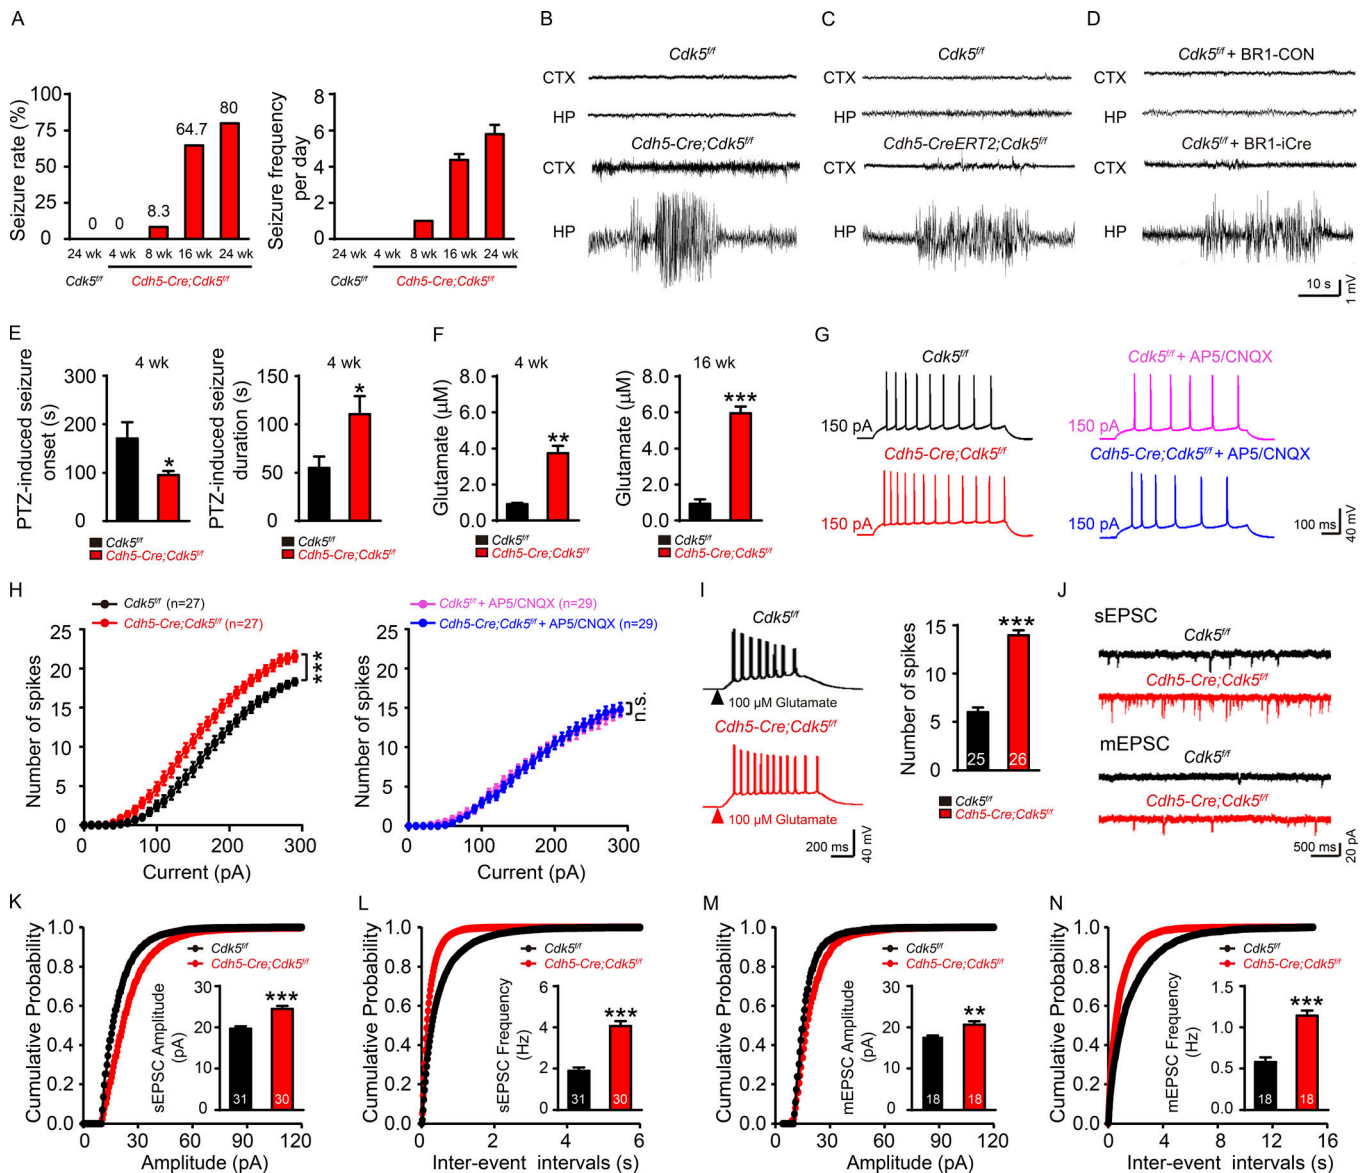 A
Seizure rate (%)
100
75
50
25
0
0
0
8.3
64.7
80
24 wk
4 wk
8 wk
16 wk
24 wk
Cdk5f/f
Cdh5-Cre;Cdk5f/f
Seizure frequency
per day
8
6
4
2
0
24 wk
4 wk
8 wk
16 wk
24 wk
Cdk5f/f
Cdh5-Cre;Cdk5f/f
B
Cdk5f/f
CTX
HP
Cdh5-Cre;Cdk5f/f
CTX
HP
C
Cdk5f/f
CTX
HP
Cdh5-CreERT2;Cdk5f/f
CTX
HP
D
Cdk5f/f + BR1-CON
CTX
HP
Cdk5f/f + BR1-iCre
CTX
HP
10 s
1 mV
E
4 wk
PTZ-induced seizure
onset (s)
300
200
100
0
*
Cdk5f/f
Cdh5-Cre;Cdk5f/f
4 wk
PTZ-induced seizure
duration (s)
150
100
50
0
*
Cdk5f/f
Cdh5-Cre;Cdk5f/f
F
4 wk
Glutamate (μM)
8.0
6.0
4.0
2.0
0.0
**
Cdk5f/f
Cdh5-Cre;Cdk5f/f
16 wk
Glutamate (μM)
8.0
6.0
4.0
2.0
0.0
***
Cdk5f/f
Cdh5-Cre;Cdk5f/f
G
Cdk5f/f
150 pA
Cdh5-Cre;Cdk5f/f
150 pA
Cdk5f/f + AP5/CNQX
150 pA
Cdh5-Cre;Cdk5f/f + AP5/CNQX
150 pA
100 ms
40 mV
H
Cdk5f/f (n=27)
Cdh5-Cre;Cdk5f/f (n=27)
Number of spikes
25
20
15
10
5
0
***
0
100
200
300
Current (pA)
Cdk5f/f + AP5/CNQX (n=29)
Cdh5-Cre;Cdk5f/f + AP5/CNQX (n=29)
Number of spikes
25
20
15
10
5
0
n.s.
0
100
200
300
Current (pA)
I
Cdk5f/f
100 μM Glutamate
Cdh5-Cre;Cdk5f/f
100 μM Glutamate
200 ms
40 mV
Number of spikes
15
10
5
0
***
25
26
Cdk5f/f
Cdh5-Cre;Cdk5f/f
J
sEPSC
Cdk5f/f
Cdh5-Cre;Cdk5f/f
mEPSC
Cdk5f/f
Cdh5-Cre;Cdk5f/f
500 ms
20 pA
K
Cumulative Probability
1.0
0.8
0.6
0.4
0.2
0.0
Cdk5f/f
Cdh5-Cre;Cdk5f/f
sEPSC Amplitude
(pA)
30
20
10
0
***
31
30
0
30
60
90
120
Amplitude (pA)
L
Cumulative Probability
1.0
0.8
0.6
0.4
0.2
0.0
Cdk5f/f
Cdh5-Cre;Cdk5f/f
sEPSC Frequency
(Hz)
6
4
2
0
***
31
30
0
2
4
6
Inter-event intervals (s)
M
Cumulative Probability
1.0
0.8
0.6
0.4
0.2
0.0
Cdk5f/f
Cdh5-Cre;Cdk5f/f
mEPSC Amplitude
(pA)
30
20
10
0
**
18
18
0
30
60
90
120
Amplitude (pA)
N
Cumulative Probability
1.0
0.8
0.6
0.4
0.2
0.0
Cdk5f/f
Cdh5-Cre;Cdk5f/f
mEPSC Frequency
(Hz)
1.5
1.0
0.5
0.0
***
18
18
0
4
8
12
16
Inter-event intervals (s)